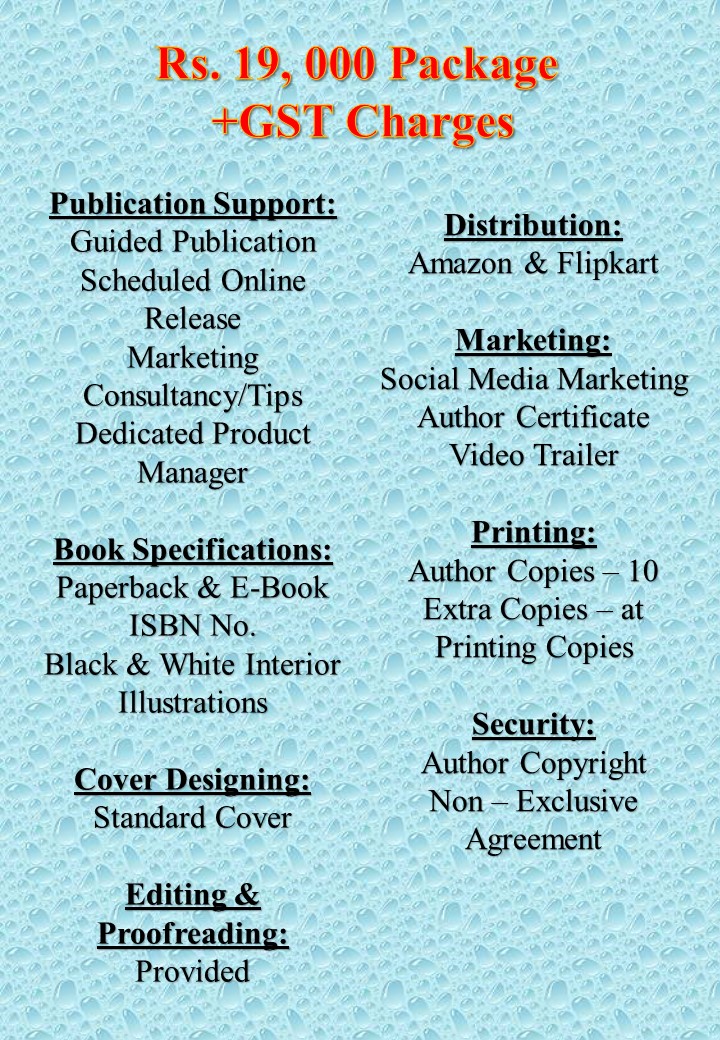 Rs. 19, 000 Package
+GST Charges
Publication Support:
Guided Publication
Scheduled Online
Release
Marketing
Consultancy/Tips
Dedicated Product
Manager
Book Specifications:
Paperback & E-Book
ISBN No.
Black & White Interior
Illustrations
Cover Designing:
Standard Cover
Editing &
Proofreading:
Provided
Distribution:
Amazon & Flipkart
Marketing:
Social Media Marketing
Author Certificate
Video Trailer
Printing:
Author Copies – 10
Extra Copies – at
Printing Copies
Security:
Author Copyright
Non – Exclusive
Agreement